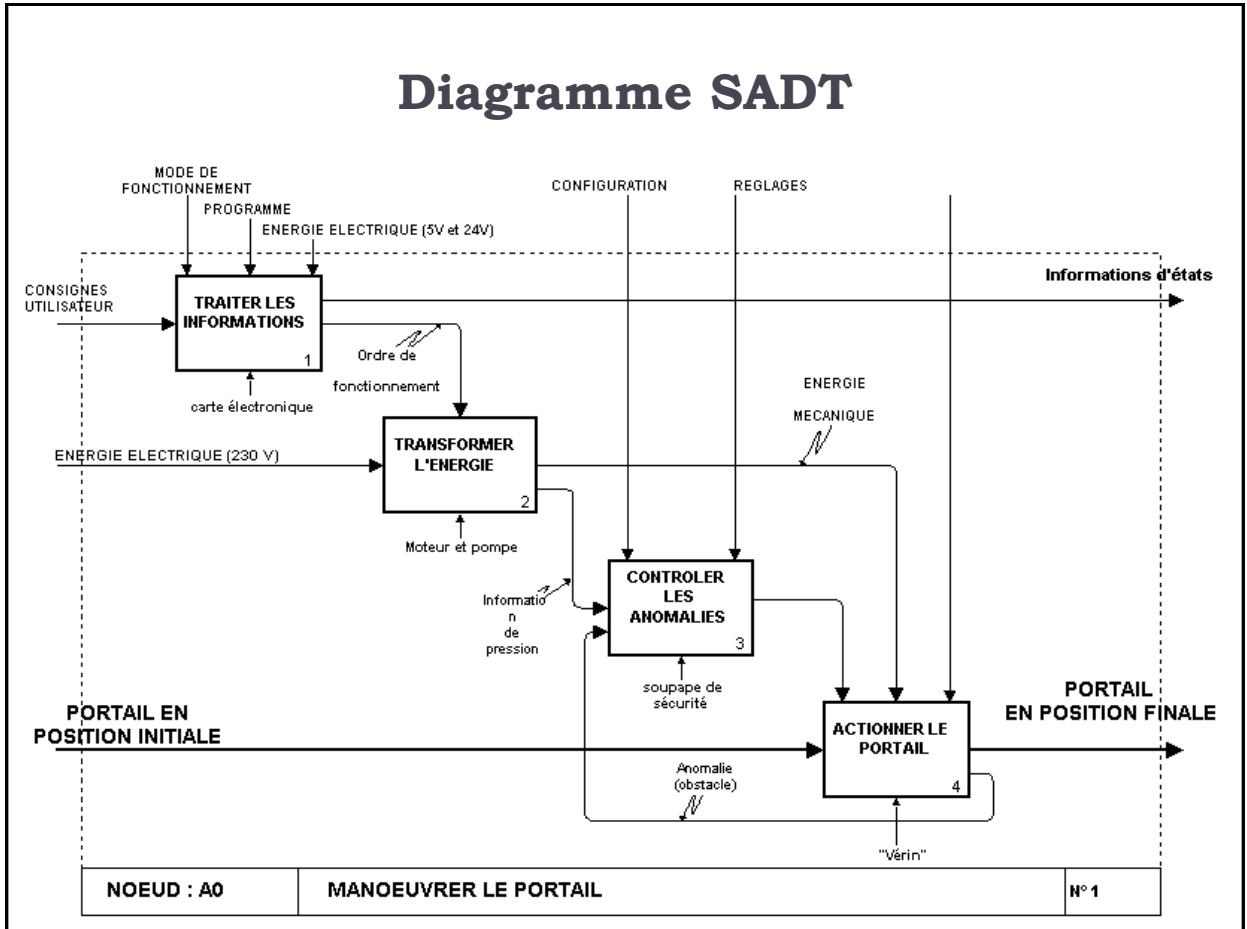 Diagramme SADT
MODE DE
FONCTIONNEMENT
PROGRAMME
ENERGIE ELECTRIQUE (5V et 24V)
CONFIGURATION
REGLAGES
CONSIGNES
UTILISATEUR
TRAITER LES
INFORMATIONS
1
Informations d'états
Ordre de
fonctionnement
carte électronique
ENERGIE
MECANIQUE
ENERGIE ELECTRIQUE (230 V)
TRANSFORMER
L'ENERGIE
2
Moteur et pompe
Informatio
n
de
pression
CONTROLER
LES
ANOMALIES
3
soupape de
sécurité
PORTAIL EN
POSITION INITIALE
ACTIONNER LE
PORTAIL
4
PORTAIL
EN POSITION FINALE
Anomalie
(obstacle)
"Vérin"
NOEUD : A0
MANOEUVRER LE PORTAIL
N° 1